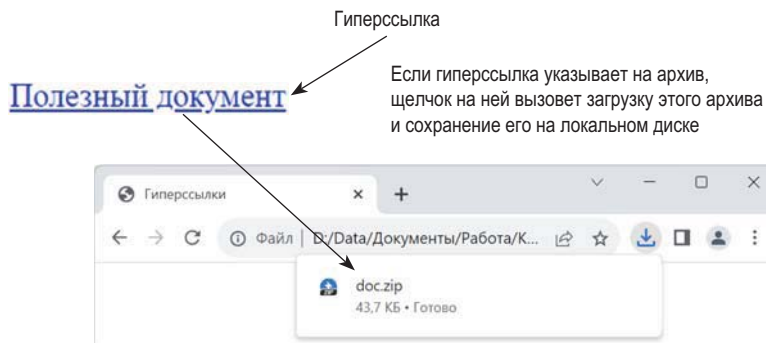 Гиперссылка
Полезный документ
Если гиперссылка указывает на архив,
щелчок на ней вызовет загрузку этого архива
и сохранение его на локальном диске
Гиперссылки
Файл | D:/Data/Документы/Работа/К...
doc.zip
43,7 КБ • Готово